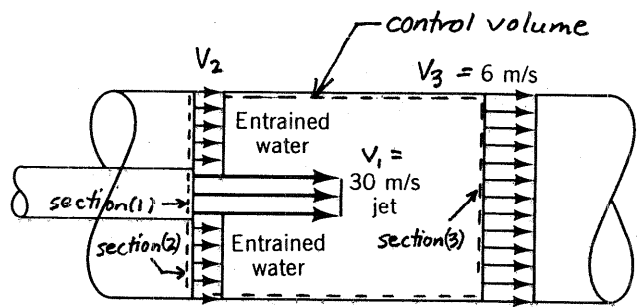 control volume
V₂
V₃ = 6 m/s
Entrained
water
V₁ =
30 m/s
jet
section(1)
section(2)
Entrained
water
section(3)